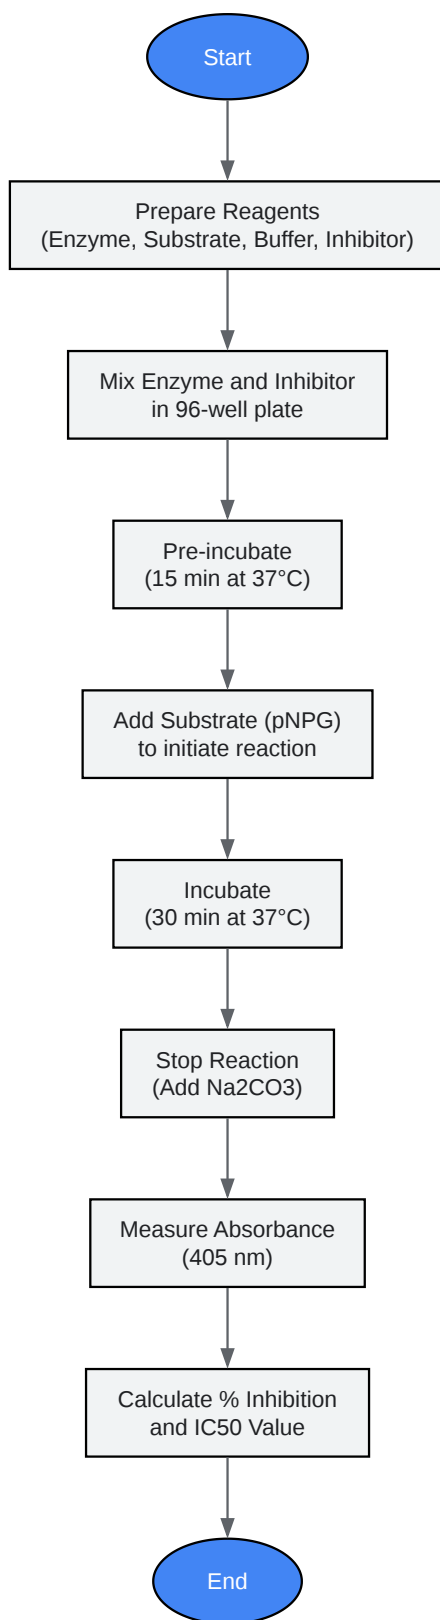 Start
Prepare Reagents
(Enzyme, Substrate, Buffer, Inhibitor)
Mix Enzyme and Inhibitor
in 96-well plate
Pre-incubate
(15 min at 37°C)
Add Substrate (pNPG)
to initiate reaction
Incubate
(30 min at 37°C)
Stop Reaction
(Add Na2CO3)
Measure Absorbance
(405 nm)
Calculate % Inhibition
and IC50 Value
End